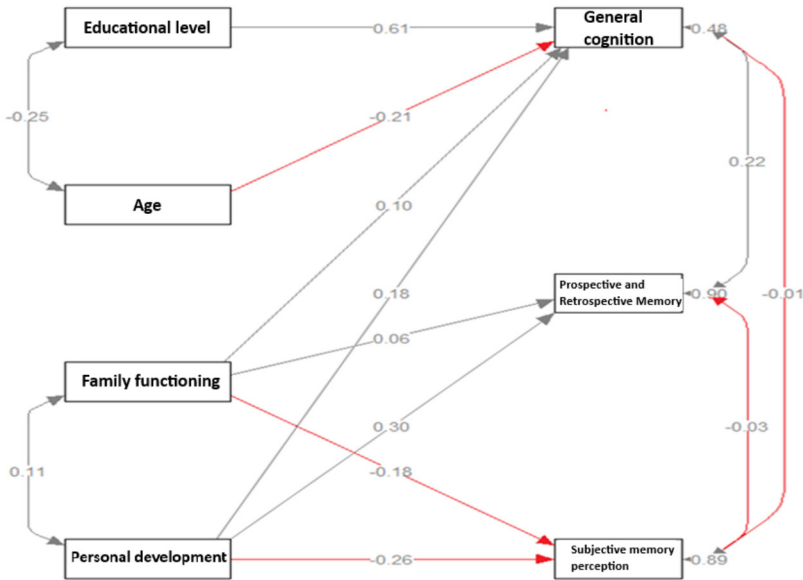 Educational level
0.61
General
cognition
0.48
-0.25
-0.21
0.22
Age
0.10
0.18
Prospective and
Retrospective Memory
0.90
-0.01
0.06
Family functioning
0.30
-0.03
0.11
-0.18
Personal development
-0.26
Subjective memory
perception
0.89